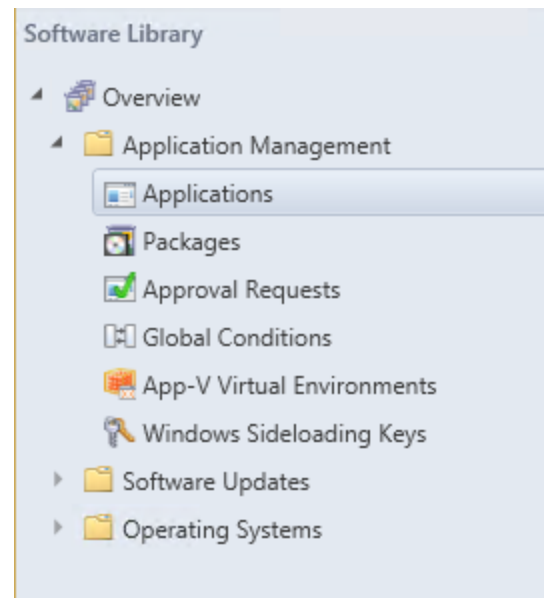 Software Library
Overview
Application Management
Applications
Packages
Approval Requests
Global Conditions
App-V Virtual Environments
Windows Sideloading Keys
Software Updates
Operating Systems